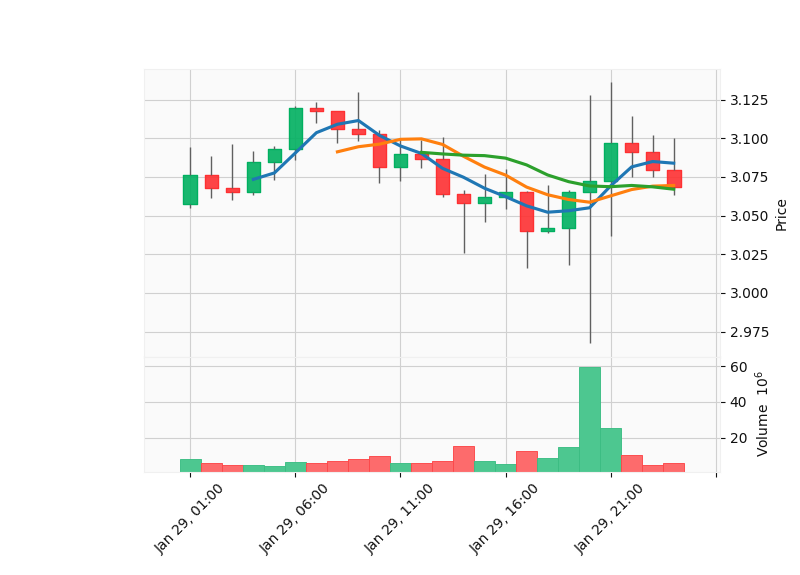 3.125
3.100
3.075
3.050
3.025
3.000
2.975
Price
60
40
20
Volume 10^6
Jan 29, 01:00
Jan 29, 06:00
Jan 29, 11:00
Jan 29, 16:00
Jan 29, 21:00